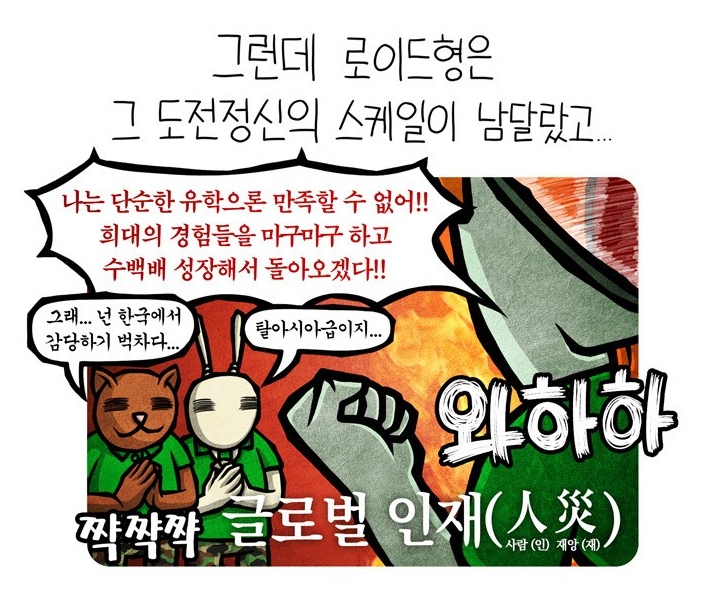 그런데 로이드형은
그 도전정신의 스케일이 남달랐고...
나는 단순한 유학으론 만족할 수 없어!!
희대의 경험들을 마구마구 하고
수백배 성장해서 돌아오겠다!!
그래... 넌 한국에서
감당하기 벅차다...
탈아시아급이지...
와하하
쨕쨕쨕
글로벌 인재(人災)
사람 (인) 재앙 (재)